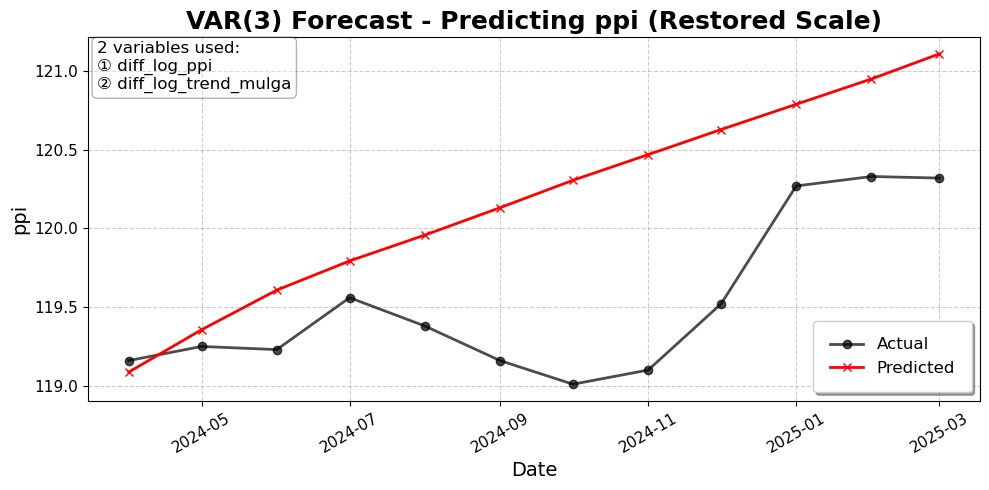 VAR(3) Forecast - Predicting ppi (Restored Scale)
2 variables used:
① diff_log_ppi
② diff_log_trend_mulga
121.0
120.5
120.0
119.5
119.0
ppi
Actual
Predicted
2024-05
2024-07
2024-09
2024-11
2025-01
2025-03
Date